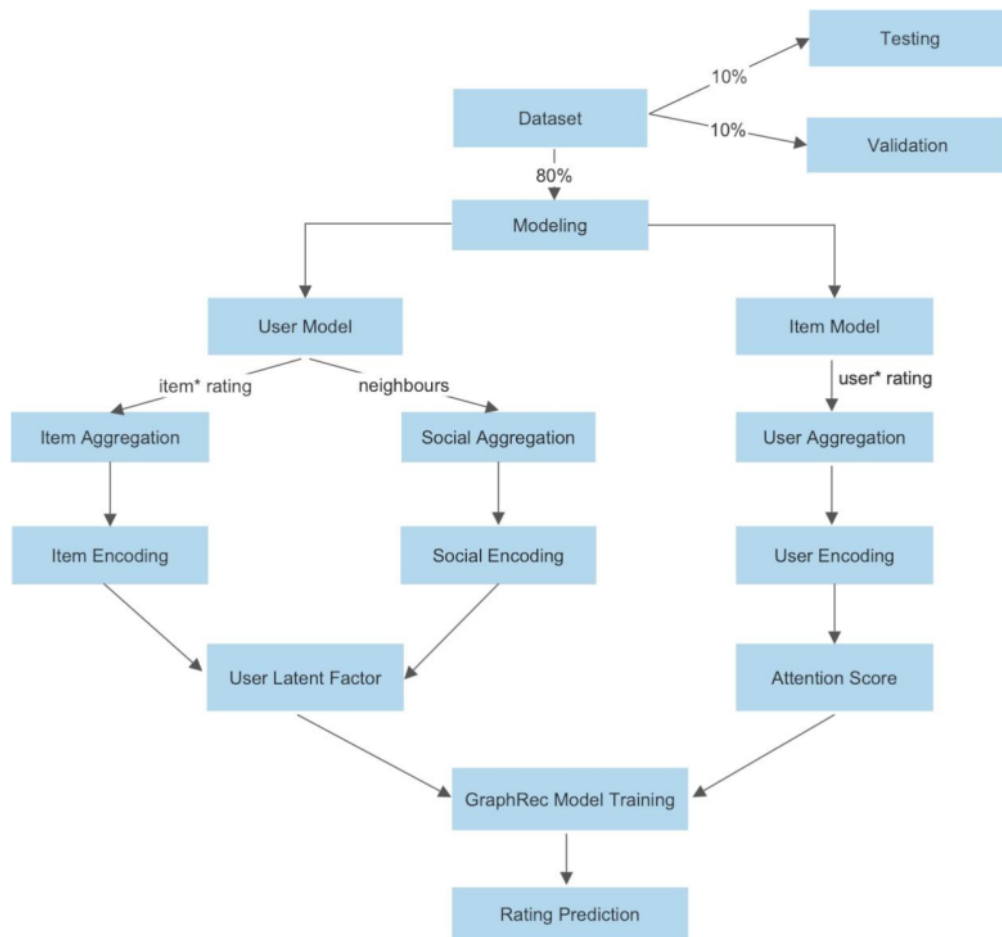 Testing
10%
Dataset
10%
Validation
80%
Modeling
User Model
Item Model
item* rating
neighbours
user* rating
Item Aggregation
Social Aggregation
User Aggregation
Item Encoding
Social Encoding
User Encoding
User Latent Factor
Attention Score
GraphRec Model Training
Rating Prediction